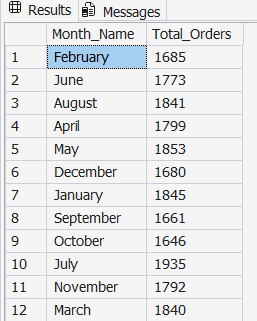 Results Messages
Month_Name Total_Orders
1 February 1685
2 June 1773
3 August 1841
4 April 1799
5 May 1853
6 December 1680
7 January 1845
8 September 1661
9 October 1646
10 July 1935
11 November 1792
12 March 1840